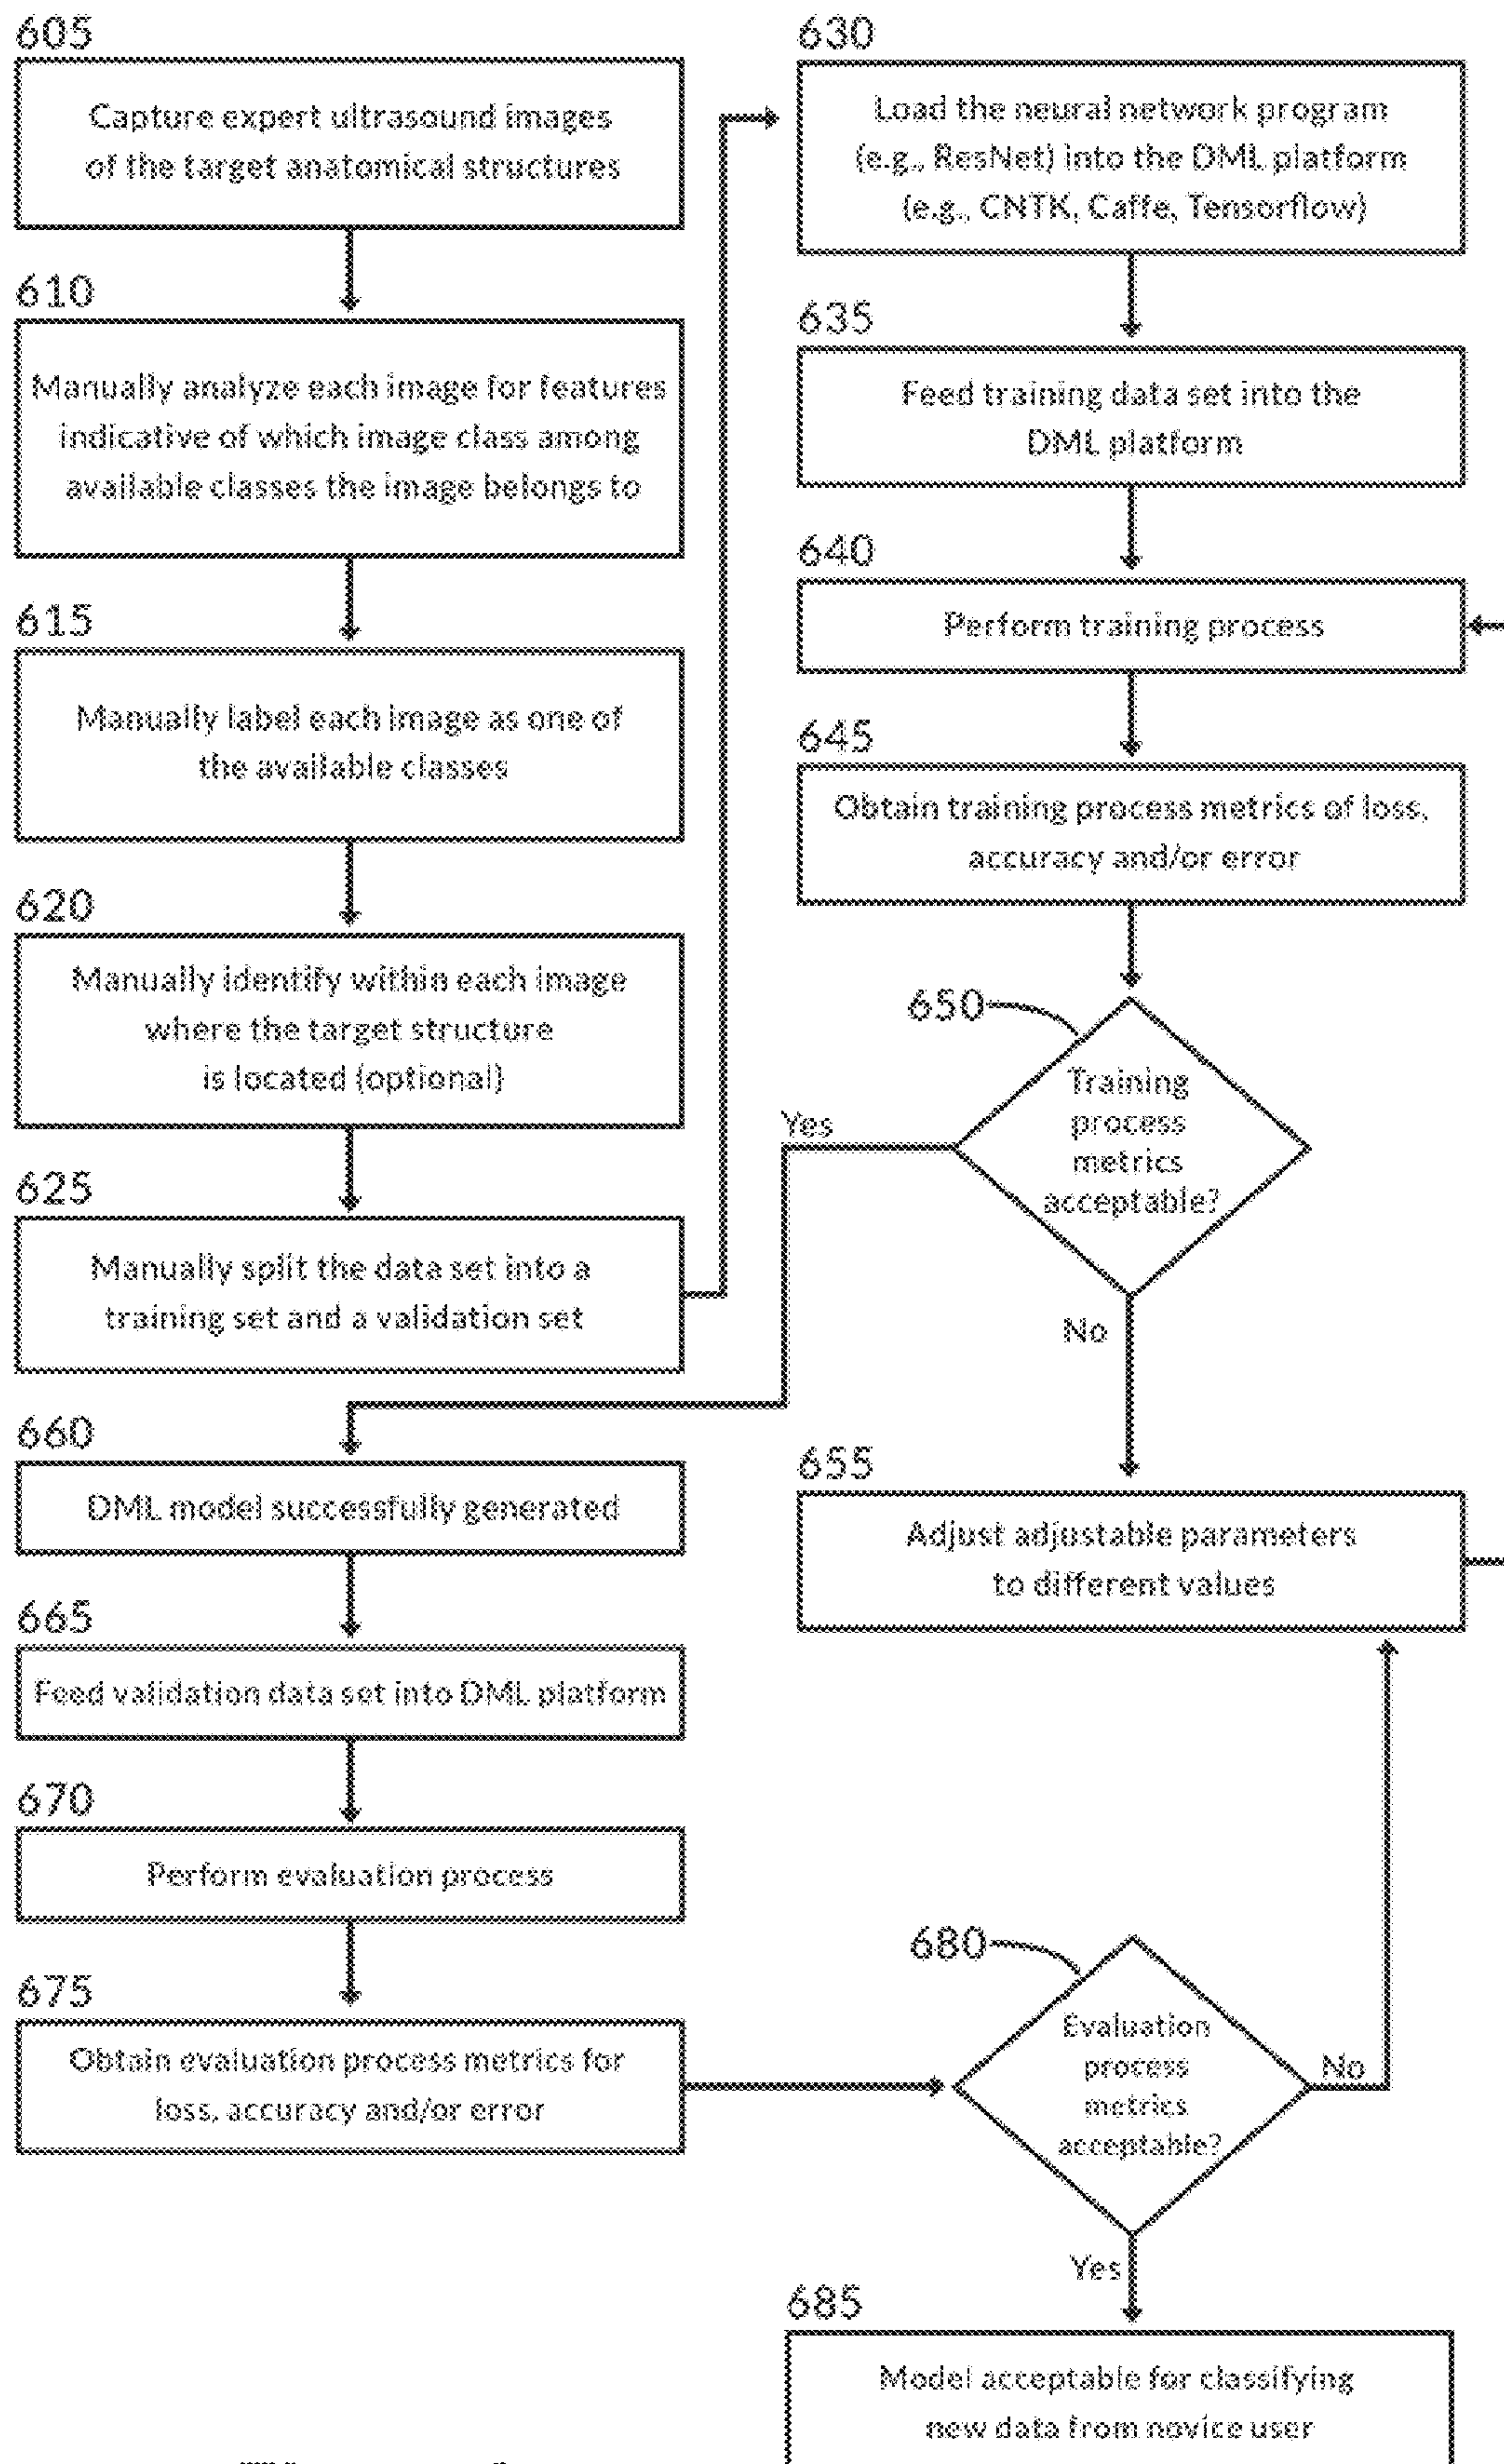 605
Capture expert ultrasound images
of the target anatomical structures
610
Manually analyze each image for features
indicative of which image class among
available classes the image belongs to
615
Manually label each image as one of
the available classes
620
Manually identify within each image
where the target structure
is located (optional)
625
Manually split the data set into a
training set and a validation set
630
Load the neural network program
(e.g., ResNet) into the DML platform
(e.g., CNTK, Caffe, Tensorflow)
635
Feed training data set into the
DML platform
640
Perform training process
645
Obtain training process metrics of loss,
accuracy and/or error
650
Training
process
metrics
acceptable?
Yes
No
655
Adjust adjustable parameters
to different values
660
DML model successfully generated
665
Feed validation data set into DML platform
670
Perform evaluation process
675
Obtain evaluation process metrics for
loss, accuracy and/or error
680
Evaluation
process
metrics
acceptable?
No
Yes
685
Model acceptable for classifying
new data from novice user